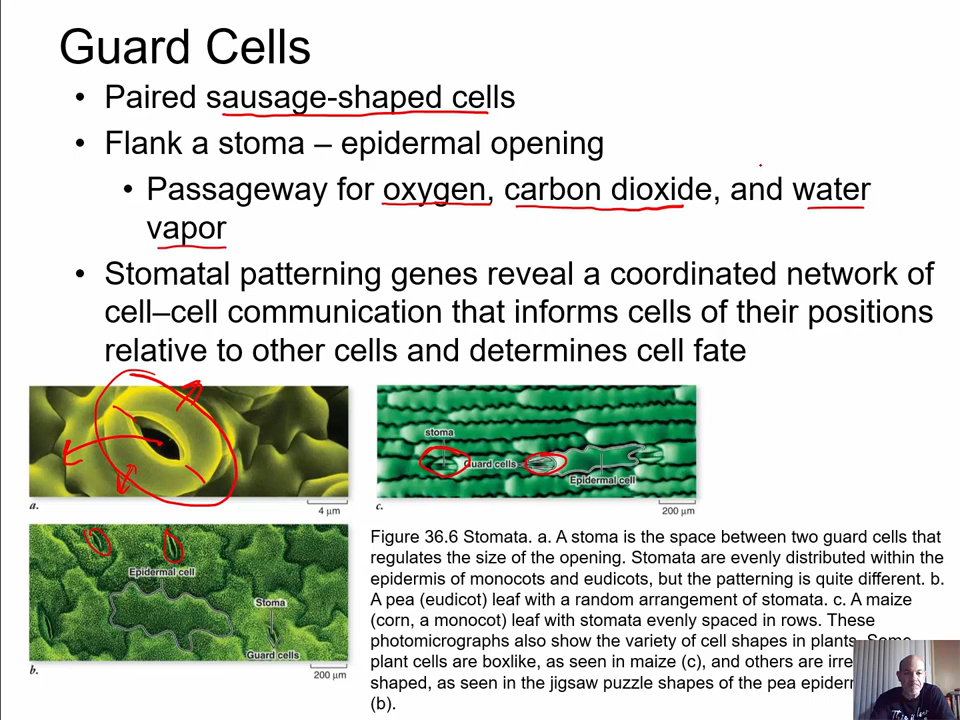 Guard Cells
• Paired sausage-shaped cells
• Flank a stoma – epidermal opening
• Passageway for oxygen, carbon dioxide, and water
vapor
• Stomatal patterning genes reveal a coordinated network of
cell–cell communication that informs cells of their positions
relative to other cells and determines cell fate
a.
4 µm
stoma
Guard cells
Epidermal cell
c.
200 µm
Epidermal cell
Stoma
Guard cells
b.
200 µm
Figure 36.6 Stomata. a. A stoma is the space between two guard cells that
regulates the size of the opening. Stomata are evenly distributed within the
epidermis of monocots and eudicots, but the patterning is quite different. b.
A pea (eudicot) leaf with a random arrangement of stomata. c. A maize
(corn, a monocot) leaf with stomata evenly spaced in rows. These
photomicrographs also show the variety of cell shapes in plants. Some
plant cells are boxlike, as seen in maize (c), and others are
shaped, as seen in the jigsaw puzzle shapes of the pea
(b).